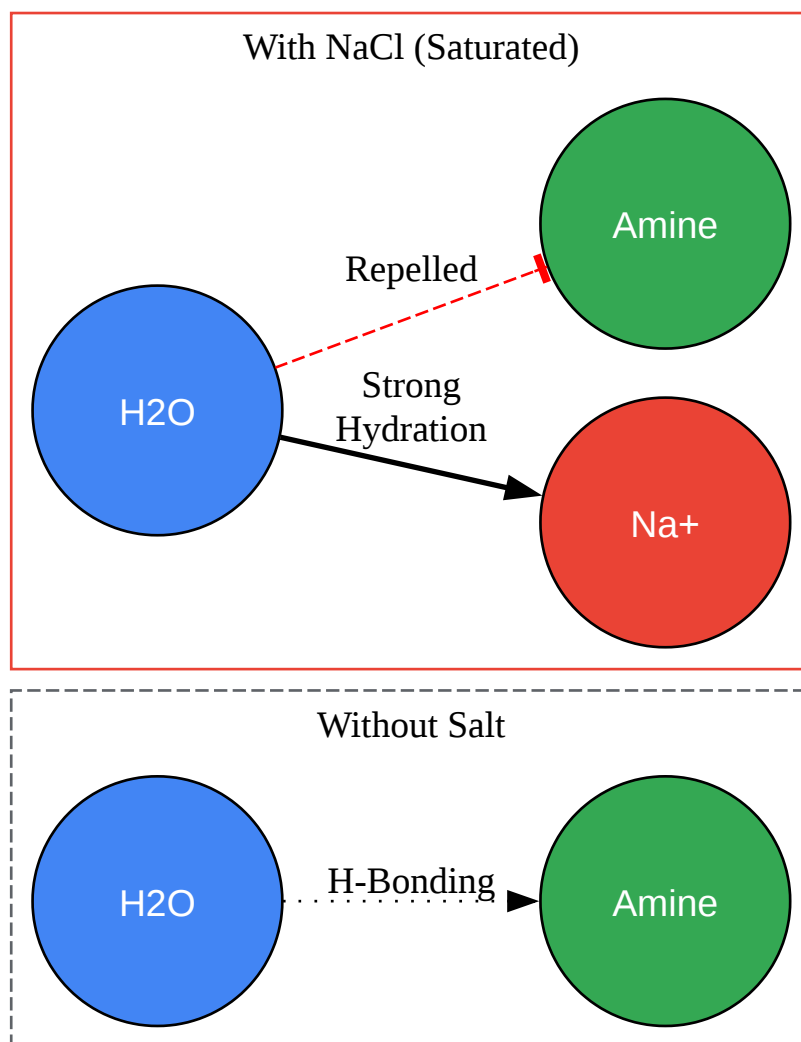 With NaCl (Saturated)
Amine
Repelled
H2O
Strong
Hydration
Na+
Without Salt
H2O
H-Bonding
Amine